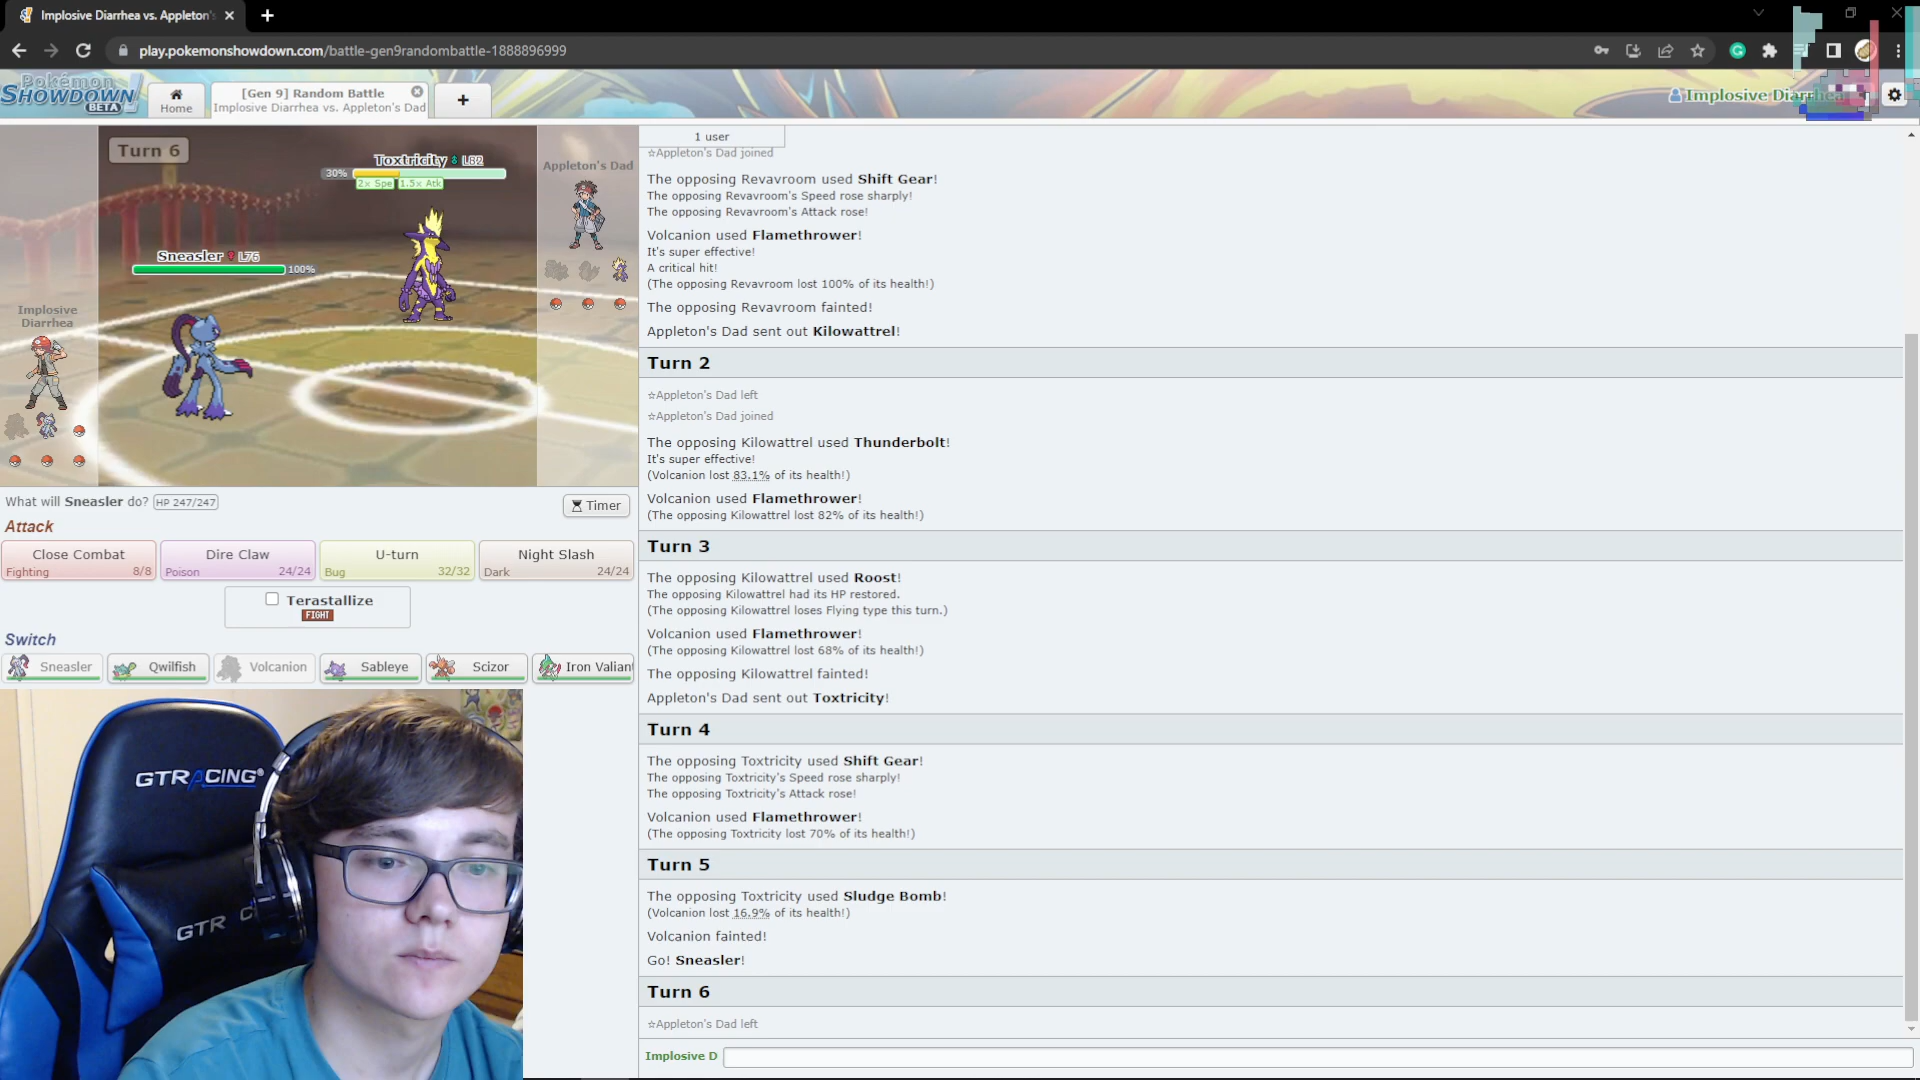 Implosive Diarrhea vs. Appleton's
play.pokemonshowdown.com/battle-gen9randombattle-1888896999
Pokémon
SHOWDOWN
BETA
Home
[Gen 9] Random Battle
Implosive Diarrhea vs. Appleton's Dad
Implosive Diarrhea
Turn 6
Toxtricity L82
30%
2x Spe 1.5x Atk
Sneasler L76
100%
Appleton's Dad
Implosive
Diarrhea
What will Sneasler do? HP 247/247
Timer
Attack
Close Combat
Fighting 8/8
Dire Claw
Poison 24/24
U-turn
Bug 32/32
Night Slash
Dark 24/24
Terastallize
FIGHT
Switch
Sneasler
Qwilfish
Volcanion
Sableye
Scizor
Iron Valiant
1 user
☆Appleton's Dad joined
The opposing Revavroom used Shift Gear!
The opposing Revavroom's Speed rose sharply!
The opposing Revavroom's Attack rose!
Volcanion used Flamethrower!
It's super effective!
A critical hit!
(The opposing Revavroom lost 100% of its health!)
The opposing Revavroom fainted!
Appleton's Dad sent out Kilowattrel!
Turn 2
☆Appleton's Dad left
☆Appleton's Dad joined
The opposing Kilowattrel used Thunderbolt!
It's super effective!
(Volcanion lost 83.1% of its health!)
Volcanion used Flamethrower!
(The opposing Kilowattrel lost 82% of its health!)
Turn 3
The opposing Kilowattrel used Roost!
The opposing Kilowattrel had its HP restored.
(The opposing Kilowattrel loses Flying type this turn.)
Volcanion used Flamethrower!
(The opposing Kilowattrel lost 68% of its health!)
The opposing Kilowattrel fainted!
Appleton's Dad sent out Toxtricity!
Turn 4
The opposing Toxtricity used Shift Gear!
The opposing Toxtricity's Speed rose sharply!
The opposing Toxtricity's Attack rose!
Volcanion used Flamethrower!
(The opposing Toxtricity lost 70% of its health!)
Turn 5
The opposing Toxtricity used Sludge Bomb!
(Volcanion lost 16.9% of its health!)
Volcanion fainted!
Go! Sneasler!
Turn 6
☆Appleton's Dad left
Implosive D
GTRACING
GTR